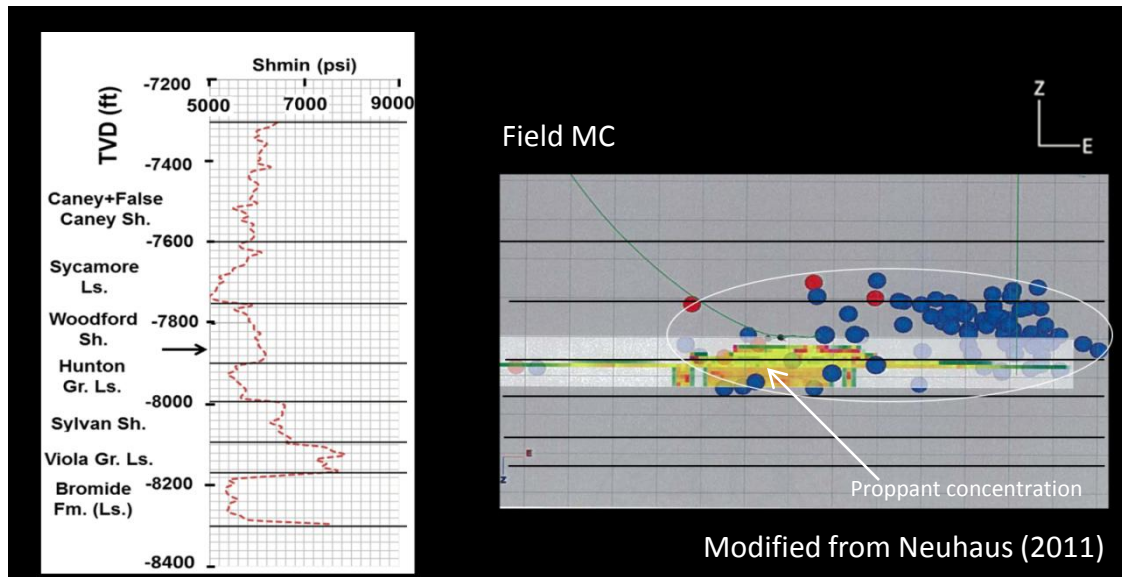 Shmin (psi)
5000 7000 9000
TVD (ft)
-7200
-7400
-7600
-7800
-8000
-8200
-8400
Caney+False
Caney Sh.
Sycamore
Ls.
Woodford
Sh.
Hunton
Gr. Ls.
Sylvan Sh.
Viola Gr. Ls.
Bromide
Fm. (Ls.)
Field MC
Z
E
E
Z
Proppant concentration
Modified from Neuhaus (2011)